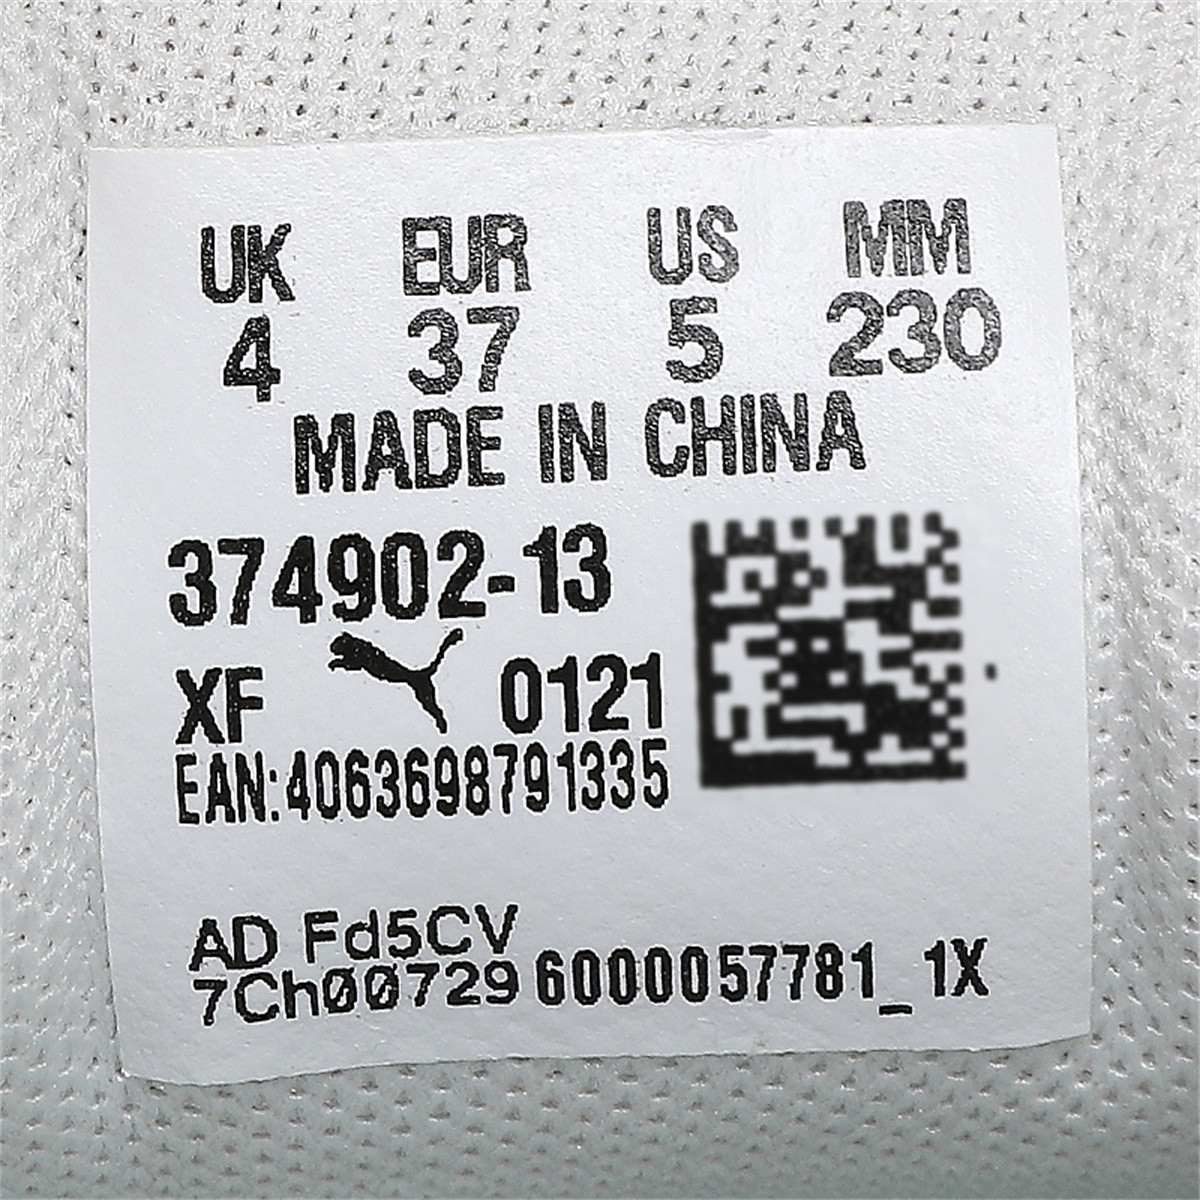 UK EUR US MM
4 37 5 230
MADE IN CHINA
374902-13
XF 0121
EAN:4063698791335
AD Fd5CV
7Ch00729 6000057781_1X